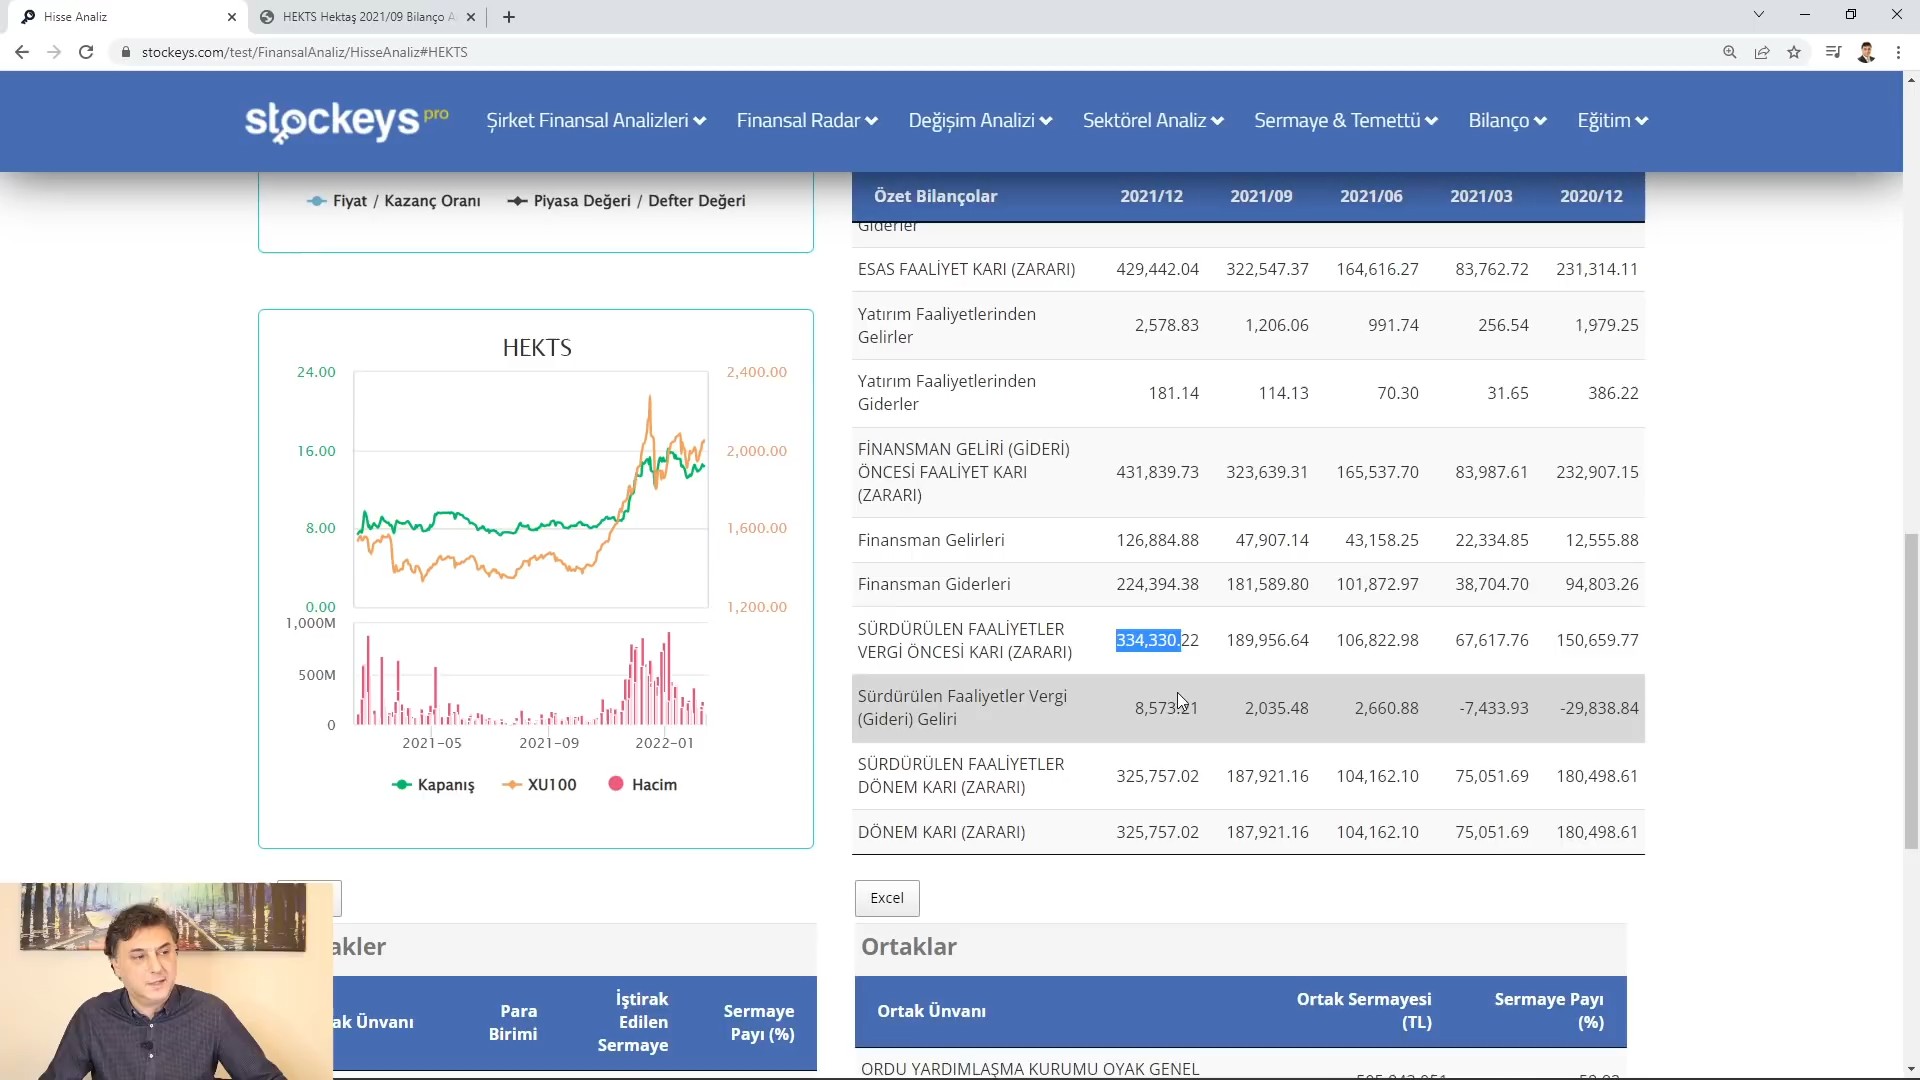 Hisse Analiz
HEKTS Hektaş 2021/09 Bilanço A
stockeys.com/test/FinansalAnaliz/HisseAnaliz#HEKTS
stockeys pro
Şirket Finansal Analizleri
Finansal Radar
Değişim Analizi
Sektörel Analiz
Sermaye & Temettü
Bilanço
Eğitim
Fiyat / Kazanç Oranı
Piyasa Değeri / Defter Değeri
HEKTS
24.00
16.00
8.00
0.00
2,400.00
2,000.00
1,600.00
1,200.00
1,000M
500M
0
2021-05
2021-09
2022-01
Kapanış
XU100
Hacim
Özet Bilançolar 2021/12 2021/09 2021/06 2021/03 2020/12
Giderler
ESAS FAALİYET KARI (ZARARI) 429,442.04 322,547.37 164,616.27 83,762.72 231,314.11
Yatırım Faaliyetlerinden
Gelirler
2,578.83 1,206.06 991.74 256.54 1,979.25
Yatırım Faaliyetlerinden
Giderler
181.14 114.13 70.30 31.65 386.22
FİNANSMAN GELİRİ (GİDERİ)
ÖNCESİ FAALİYET KARI
(ZARARI)
431,839.73 323,639.31 165,537.70 83,987.61 232,907.15
Finansman Gelirleri 126,884.88 47,907.14 43,158.25 22,334.85 12,555.88
Finansman Giderleri 224,394.38 181,589.80 101,872.97 38,704.70 94,803.26
SÜRDÜRÜLEN FAALİYETLER
VERGİ ÖNCESİ KARI (ZARARI)
334,330.22 189,956.64 106,822.98 67,617.76 150,659.77
Sürdürülen Faaliyetler Vergi
(Gideri) Geliri
8,573.21 2,035.48 2,660.88 -7,433.93 -29,838.84
SÜRDÜRÜLEN FAALİYETLER
DÖNEM KARI (ZARARI)
325,757.02 187,921.16 104,162.10 75,051.69 180,498.61
DÖNEM KARI (ZARARI) 325,757.02 187,921.16 104,162.10 75,051.69 180,498.61
Excel
akler
ak Ünvanı
Para
Birimi
İştirak
Edilen
Sermaye
Sermaye
Payı (%)
Ortaklar
Ortak Ünvanı
Ortak Sermayesi
(TL)
Sermaye Payı
(%)
ORDU YARDIMLAŞMA KURUMU OYAK GENEL